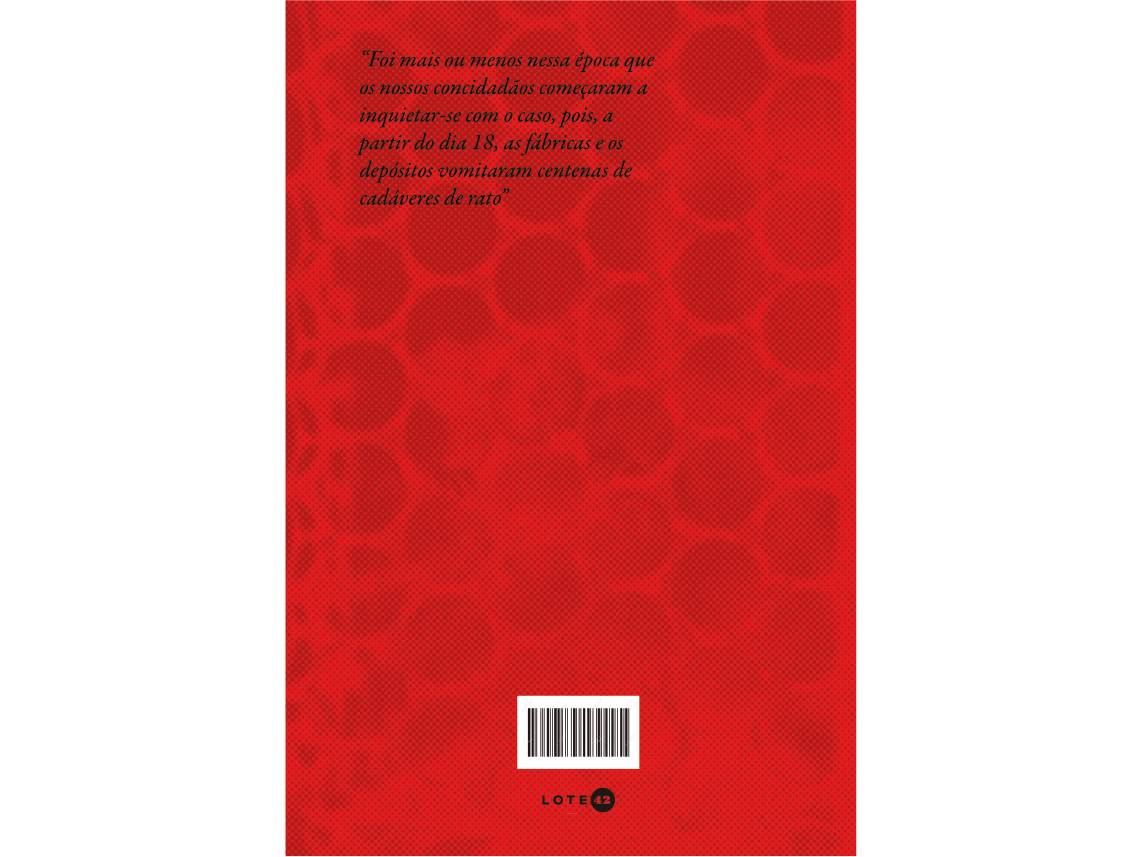 “Foi mais ou menos nessa época que
os nossos concidadãos começaram a
inquietar-se com o caso, pois, a
partir do dia 18, as fábricas e os
depósitos vomitaram centenas de
cadáveres de rato”
LOTE 42